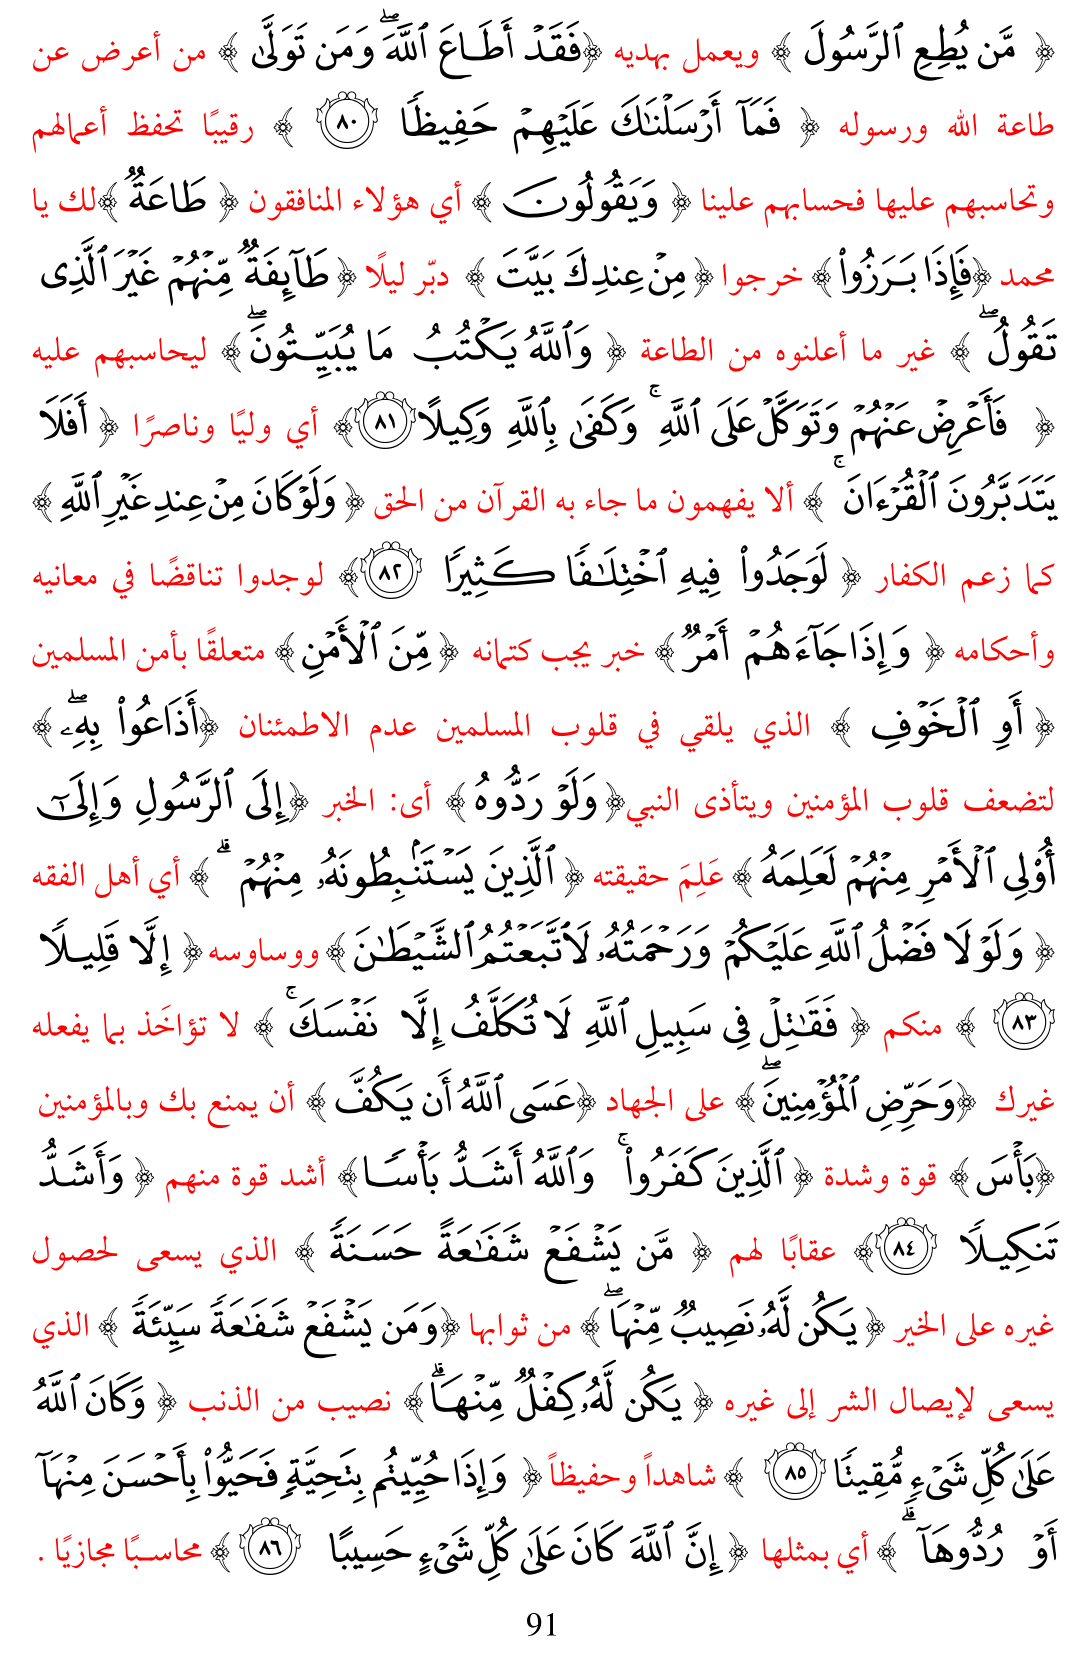 ﴿ مَّن يُطِعِ ٱلرَّسُولَ ﴾ ويعمل بهديه ﴿فَقَدۡ أَطَاعَ ٱللَّهَۖ وَمَن تَوَلَّىٰ ﴾ من أعرض عن
طاعة الله ورسوله ﴿ فَمَآ أَرۡسَلۡنَٰكَ عَلَيۡهِمۡ حَفِيظٗا ٨٠ ﴾ رقيبًا تحفظ أعمالهم
وتحاسبهم عليها فحسابهم علينا ﴿ وَيَقُولُونَ ﴾ أي هؤلاء المنافقون ﴿ طَاعَةٞ ﴾لك يا
محمد ﴿فَإِذَا بَرَزُواْ﴾ خرجوا ﴿مِنۡ عِندِكَ بَيَّتَ ﴾ دبّر ليلًا ﴿طَآئِفَةٞ مِّنۡهُمۡ غَيۡرَ ٱلَّذِى
تَقُولُۖ ﴾ غير ما أعلنوه من الطاعة ﴿ وَٱللَّهُ يَكۡتُبُ مَا يُبَيِّتُونَۖ﴾ ليحاسبهم عليه
﴿ فَأَعۡرِضۡ عَنۡهُمۡ وَتَوَكَّلۡ عَلَى ٱللَّهِۚ وَكَفَىٰ بِٱللَّهِ وَكِيلًا ٨١﴾ أي وليًا وناصرًا ﴿ أَفَلَا
يَتَدَبَّرُونَ ٱلۡقُرۡءَانَۚ ﴾ ألا يفهمون ما جاء به القرآن من الحق ﴿ وَلَوۡ كَانَ مِنۡ عِندِ غَيۡرِ ٱللَّهِ ﴾
كما زعم الكفار ﴿ لَوَجَدُواْ فِيهِ ٱخۡتِلَٰفٗا كَثِيرٗا ٨٢﴾ لوجدوا تناقضًا في معانيه
وأحكامه ﴿ وَإِذَا جَآءَهُمۡ أَمۡرٞ﴾ خبر يجب كتمانه ﴿ مِّنَ ٱلۡأَمۡنِ﴾ متعلقًا بأمن المسلمين
﴿ أَوِ ٱلۡخَوۡفِ ﴾ الذي يلقي في قلوب المسلمين عدم الاطمئنان ﴿أَذَاعُواْ بِهِۦۖ ﴾
لتضعف قلوب المؤمنين ويتأذى النبي﴿ وَلَوۡ رَدُّوهُ ﴾ أى: الخبر ﴿إِلَى ٱلرَّسُولِ وَإِلَىٰٓ
أُوْلِى ٱلۡأَمۡرِ مِنۡهُمۡ لَعَلِمَهُ ﴾ عَلِمَ حقيقته ﴿ ٱلَّذِينَ يَسۡتَنۢبِطُونَهُۥ مِنۡهُمۡۗ ﴾ أي أهل الفقه
﴿ وَلَوۡلَا فَضۡلُ ٱللَّهِ عَلَيۡكُمۡ وَرَحۡمَتُهُۥ لَٱتَّبَعۡتُمُ ٱلشَّيۡطَٰنَ ﴾ ووساوسه ﴿ إِلَّا قَلِيلٗا
٨٣ ﴾ منكم ﴿ فَقَٰتِلۡ فِى سَبِيلِ ٱللَّهِ لَا تُكَلَّفُ إِلَّا نَفۡسَكَۚ ﴾ لا تؤاخَذ بما يفعله
غيرك ﴿وَحَرِّضِ ٱلۡمُؤۡمِنِينَۖ﴾ على الجهاد ﴿عَسَى ٱللَّهُ أَن يَكُفَّ ﴾ أن يمنع بك وبالمؤمنين
﴿بَأۡسَ ﴾ قوة وشدة ﴿ ٱلَّذِينَ كَفَرُواْۚ وَٱللَّهُ أَشَدُّ بَأۡسٗا﴾ أشد قوة منهم ﴿ وَأَشَدُّ
تَنكِيلٗا ٨٤﴾ عقابًا لهم ﴿ مَّن يَشۡفَعۡ شَفَٰعَةً حَسَنَةٗ ﴾ الذي يسعى لحصول
غيره على الخير ﴿ يَكُن لَّهُۥ نَصِيبٞ مِّنۡهَاۖ﴾ من ثوابها ﴿وَمَن يَشۡفَعۡ شَفَٰعَةٗ سَيِّئَةٗ ﴾ الذي
يسعى لإيصال الشر إلى غيره ﴿ يَكُن لَّهُۥ كِفۡلٞ مِّنۡهَاۗ﴾ نصيب من الذنب ﴿ وَكَانَ ٱللَّهُ
عَلَىٰ كُلِّ شَىۡءٖ مُّقِيتٗا ٨٥ ﴾ شاهداً وحفيظاً ﴿ وَإِذَا حُيِّيتُم بِتَحِيَّةٖ فَحَيُّواْ بِأَحۡسَنَ مِنۡهَآ
أَوۡ رُدُّوهَآۗ ﴾ أي بمثلها ﴿ إِنَّ ٱللَّهَ كَانَ عَلَىٰ كُلِّ شَىۡءٍ حَسِيبًا ٨٦ ﴾ محاسبًا مجازيًا .
91